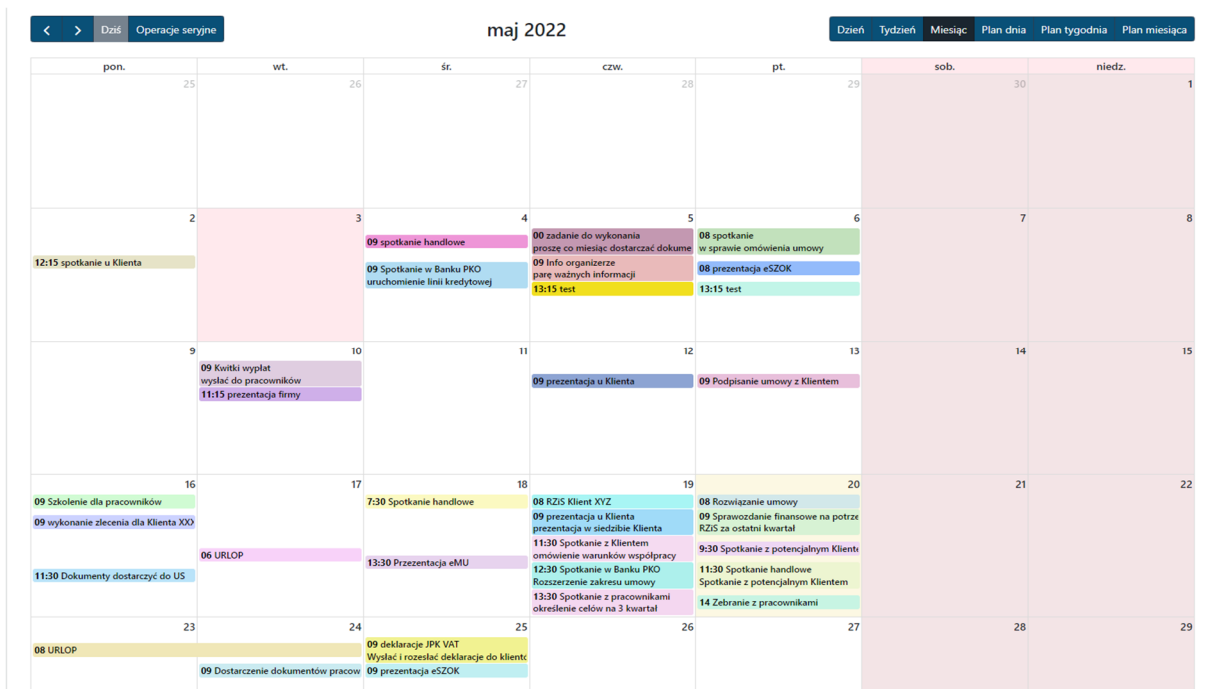 Dziś Operacje seryjne
maj 2022
Dzień Tydzień Miesiąc Plan dnia Plan tygodnia Plan miesiąca
pon. wt. śr. czw. pt. sob. niedz.
25 26 27 28 29 30 1
2 3 4 5 6 7 8
12:15 spotkanie u Klienta
09 spotkanie handlowe
09 Spotkanie w Banku PKO
uruchomienie linii kredytowej
00 zadanie do wykonania
proszę co miesiąc dostarczać dokume
09 Info organizerze
parę ważnych informacji
13:15 test
08 spotkanie
w sprawie omówienia umowy
08 prezentacja eSZOK
13:15 test
9 10 11 12 13 14 15
09 Kwitki wypłat
wysłać do pracowników
11:15 prezentacja firmy
09 prezentacja u Klienta
09 Podpisanie umowy z Klientem
16 17 18 19 20 21 22
09 Szkolenie dla pracowników
09 wykonanie zlecenia dla Klienta XXX
11:30 Dokumenty dostarczyć do US
06 URLOP
7:30 Spotkanie handlowe
13:30 Przezentacja eMU
08 RZiS Klient XYZ
09 prezentacja u Klienta
prezentacja w siedzibie Klienta
11:30 Spotkanie z Klientem
omówienie warunków współpracy
12:30 Spotkanie w Banku PKO
Rozszerzenie zakresu umowy
13:30 Spotkanie z pracownikami
określenie celów na 3 kwartał
08 Rozwiązanie umowy
09 Sprawozdanie finansowe na potrze
RZiS za ostatni kwartał
9:30 Spotkanie z potencjalnym Kliente
11:30 Spotkanie handlowe
Spotkanie z potencjalnym Klientem
14 Zebranie z pracownikami
23 24 25 26 27 28 29
08 URLOP
09 Dostarczenie dokumentów pracow
09 deklaracje JPK VAT
Wysłać i rozesłać deklaracje do kliento
09 prezentacja eSZOK